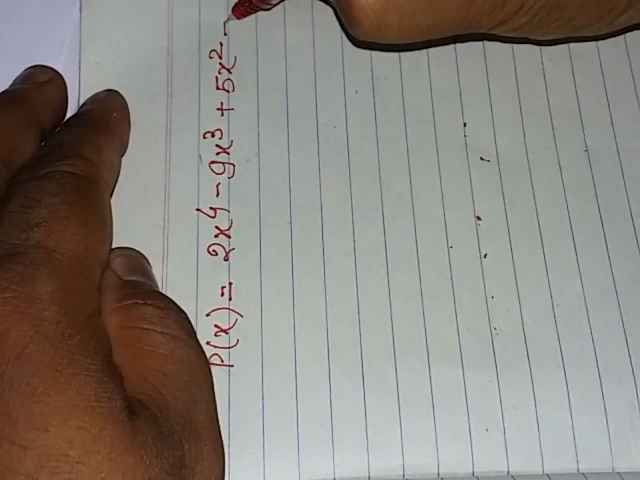 P(x) = 2x⁴ - 9x³ + 5x² -